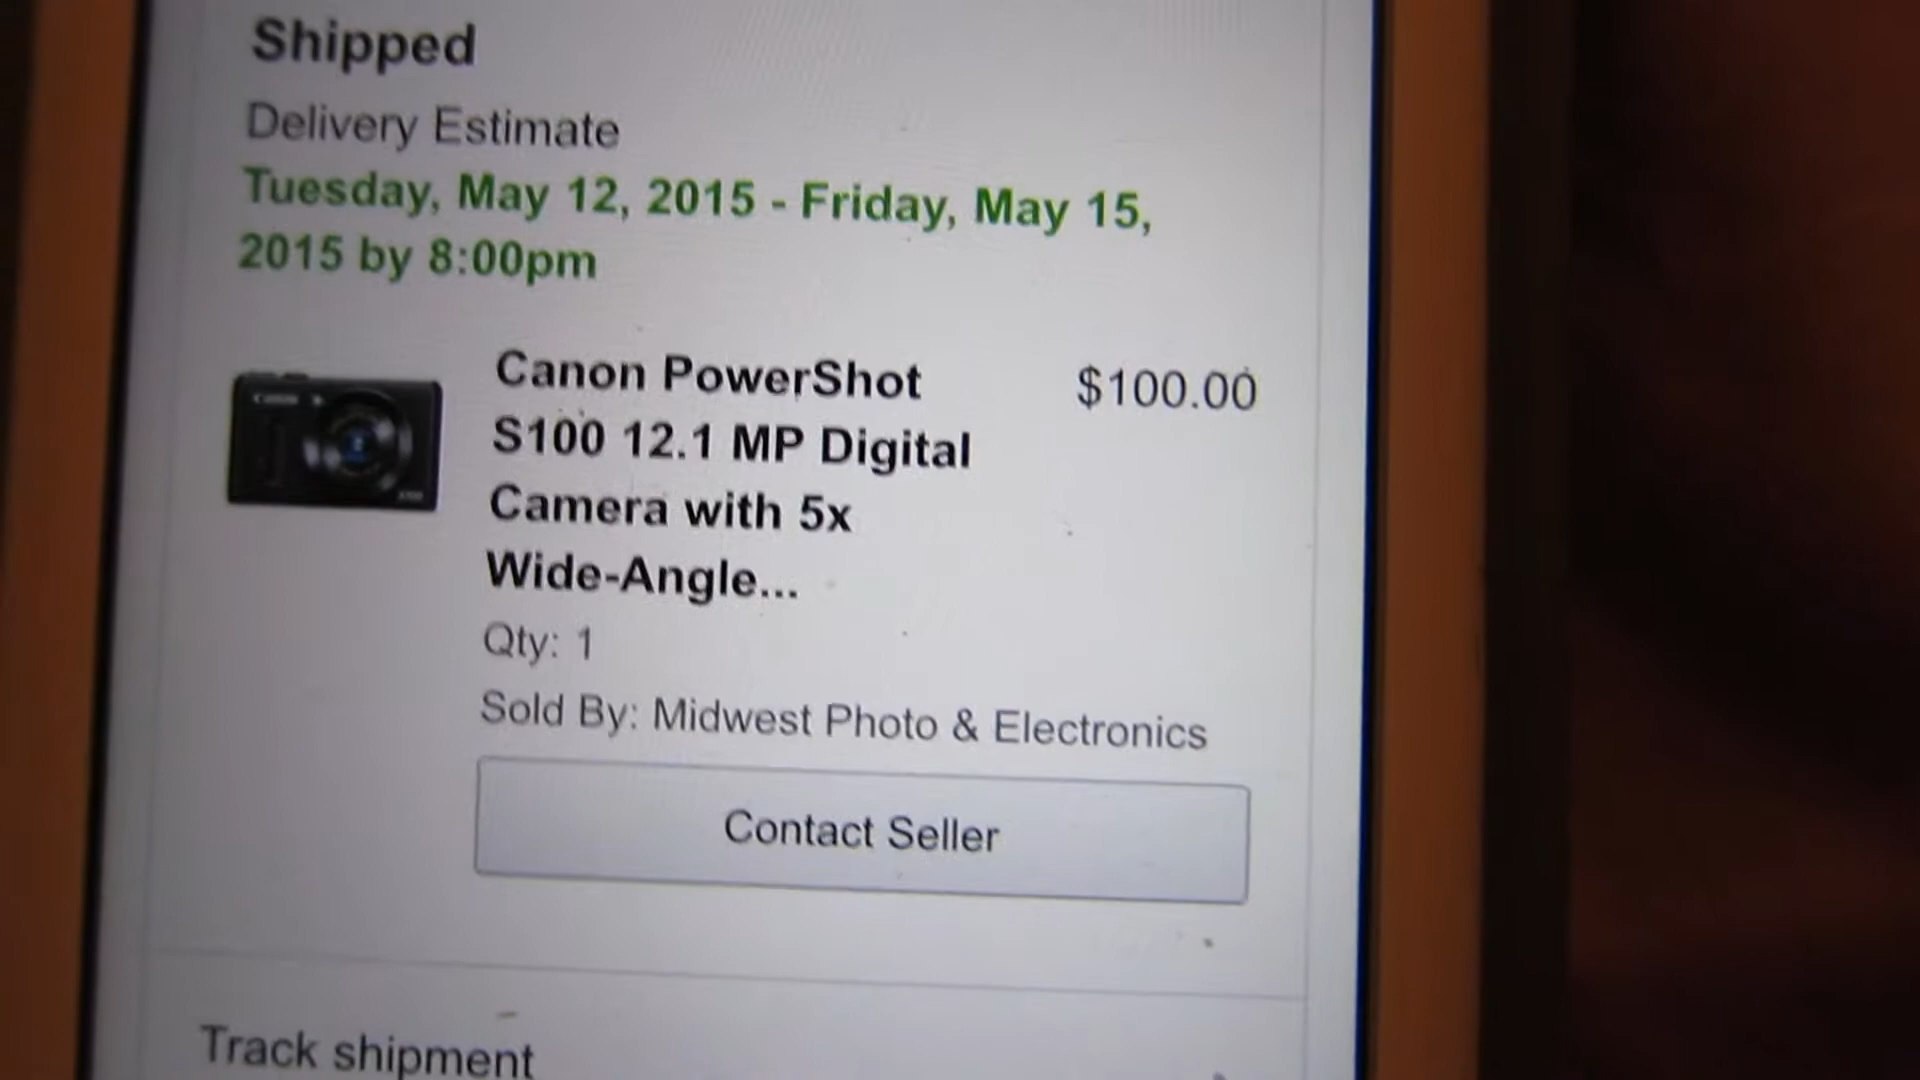 Shipped
Delivery Estimate
Tuesday, May 12, 2015 - Friday, May 15,
2015 by 8:00pm
Canon PowerShot
$100.00
S100 12.1 MP Digital
Camera with 5x
Wide-Angle...
Qty: 1
Sold By: Midwest Photo & Electronics
Contact Seller
Track shipment